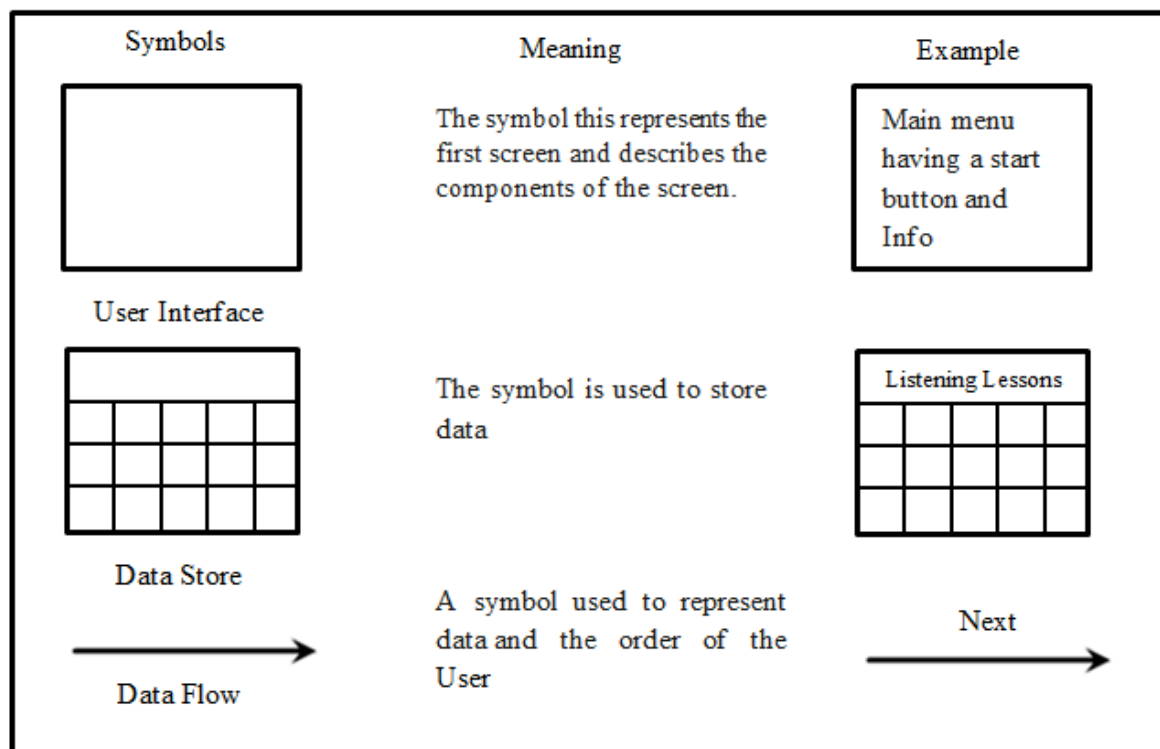 Symbols
Meaning
Example
The symbol this represents the
first screen and describes the
components of the screen.
Main menu
having a start
button and
Info
User Interface
The symbol is used to store
data
Listening Lessons
Data Store
A symbol used to represent
data and the order of the
User
Next
Data Flow